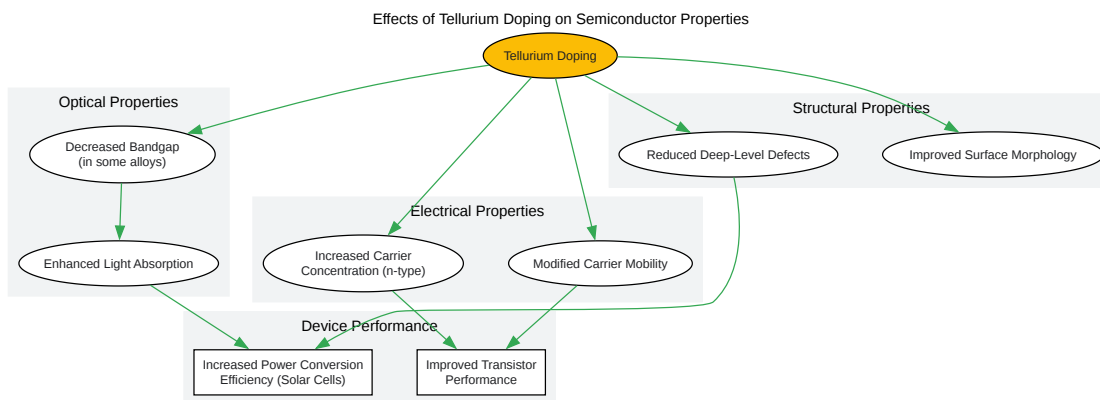 Effects of Tellurium Doping on Semiconductor Properties
Tellurium Doping
Optical Properties
Structural Properties
Decreased Bandgap
(in some alloys)
Reduced Deep-Level Defects
Improved Surface Morphology
Electrical Properties
Enhanced Light Absorption
Increased Carrier
Concentration (n-type)
Modified Carrier Mobility
Device Performance
Increased Power Conversion
Efficiency (Solar Cells)
Improved Transistor
Performance